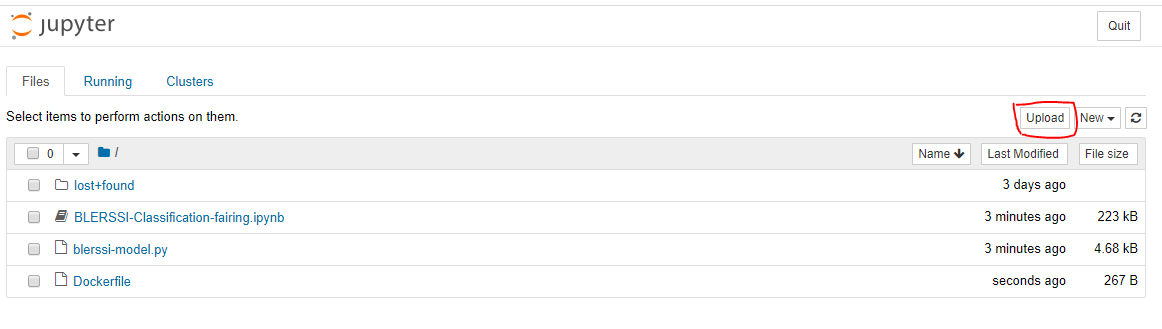 jupyter
Quit
Files Running Clusters
Select items to perform actions on them.
Upload New
0 / Name Last Modified File size
lost+found 3 days ago
BLERSSI-Classification-fairing.ipynb 3 minutes ago 223 kB
blerssi-model.py 3 minutes ago 4.68 kB
Dockerfile seconds ago 267 B